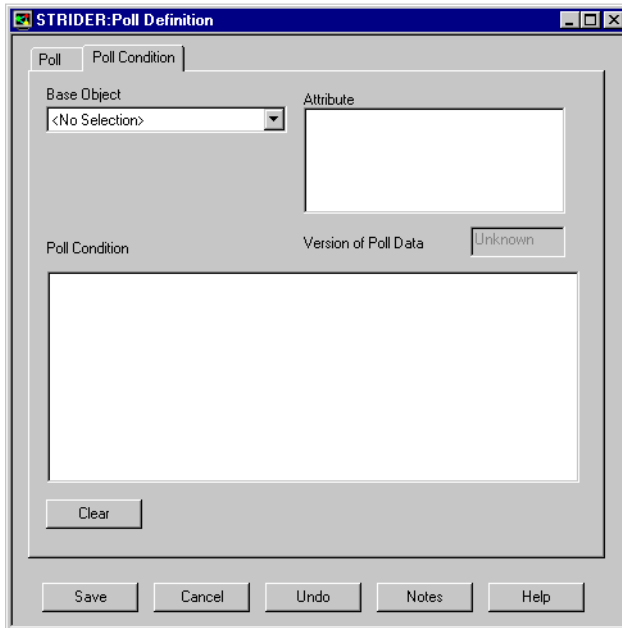 STRIDER:Poll Definition
Poll
Poll Condition
Base Object
<No Selection>
Attribute
Version of Poll Data
Unknown
Poll Condition
Clear
Save
Cancel
Undo
Notes
Help